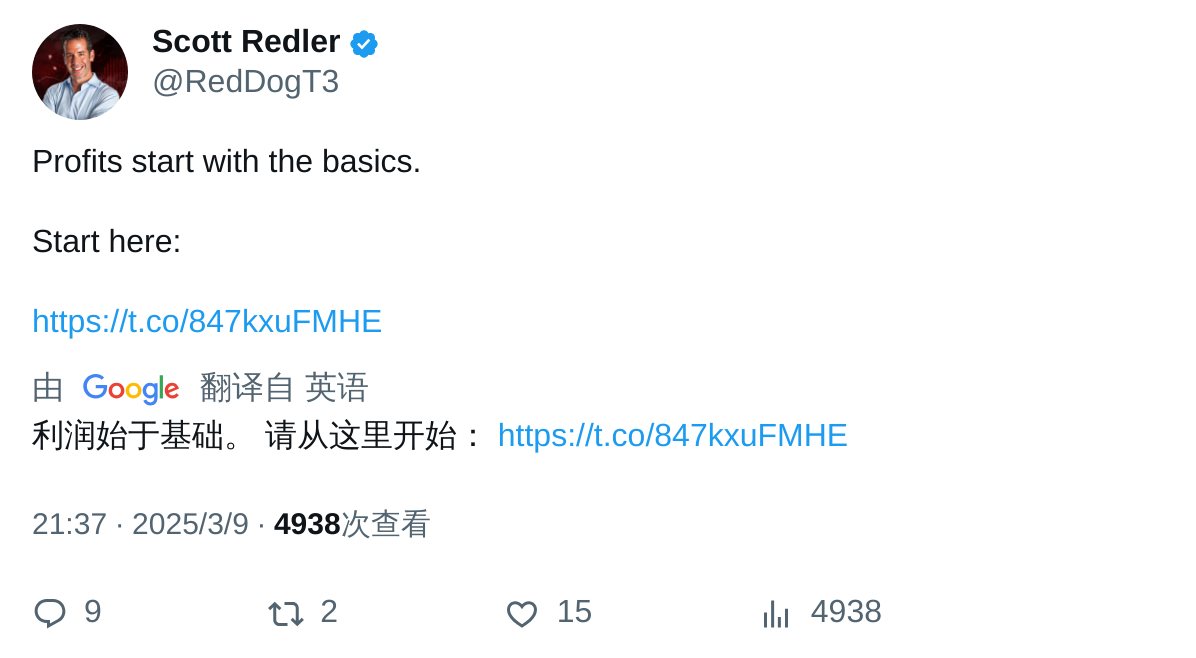 Scott Redler
@RedDogT3
Profits start with the basics.
Start here:
https://t.co/847kxuFMHE
由 Google 翻译自 英语
利润始于基础。 请从这里开始： https://t.co/847kxuFMHE
21:37 · 2025/3/9 · 4938次查看
9 2 15 4938